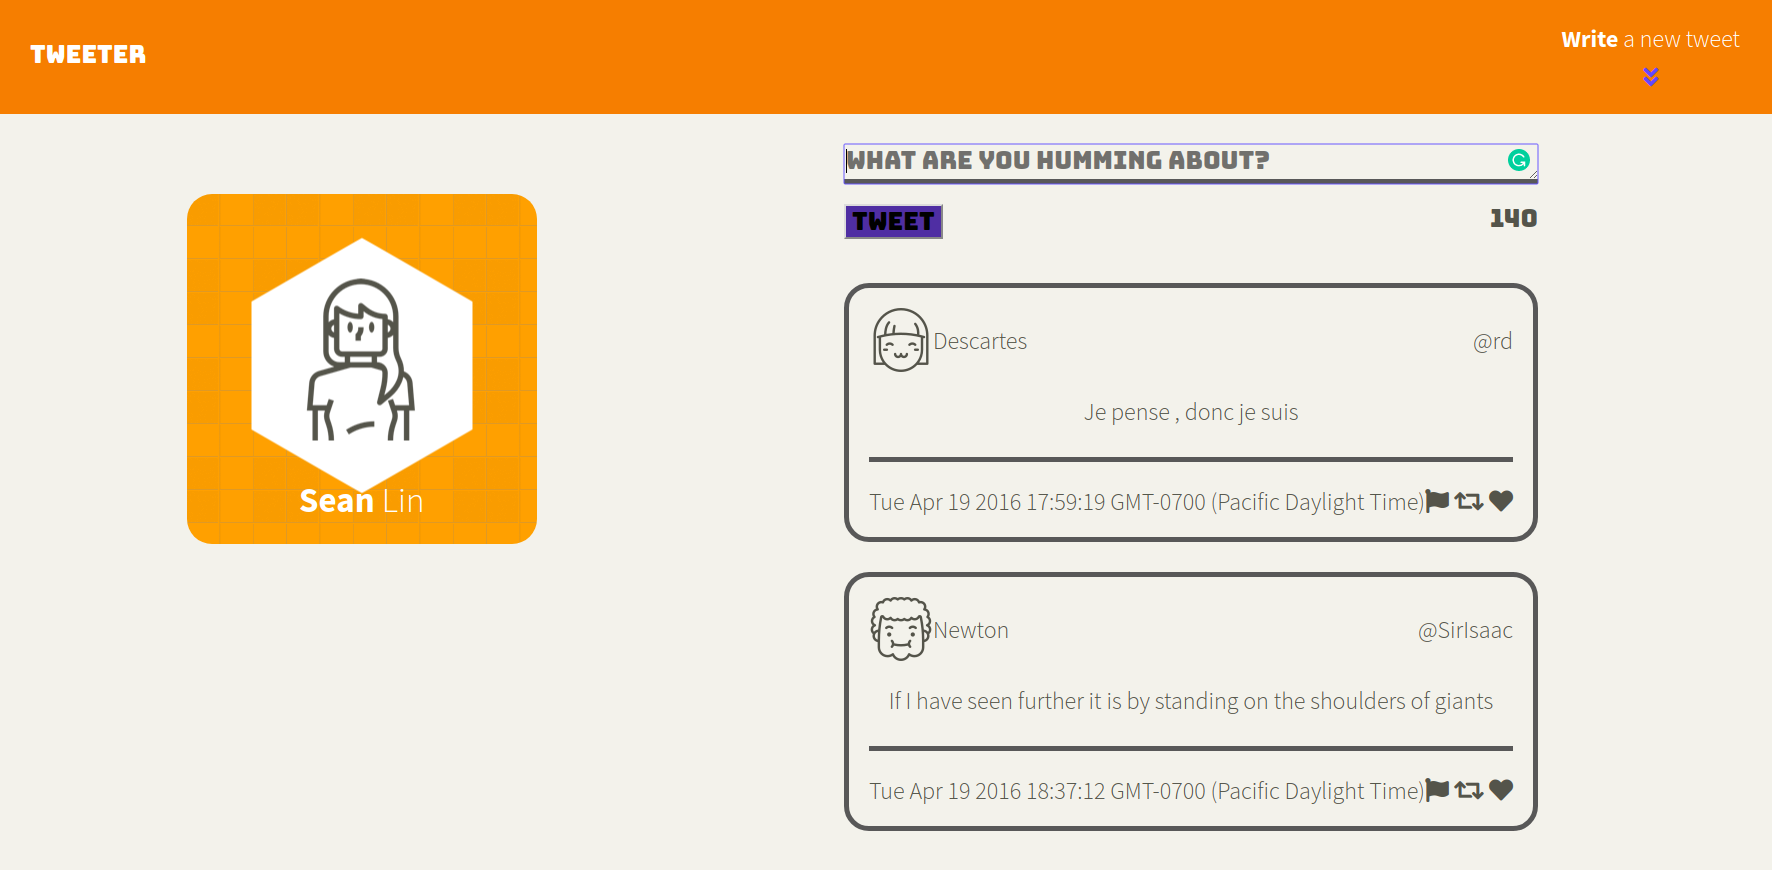 TWEETER
Write a new tweet
Sean Lin
WHAT ARE YOU HUMMING ABOUT?
TWEET
140
Descartes
@rd
Je pense , donc je suis
Tue Apr 19 2016 17:59:19 GMT-0700 (Pacific Daylight Time)
Newton
@SirIsaac
If I have seen further it is by standing on the shoulders of giants
Tue Apr 19 2016 18:37:12 GMT-0700 (Pacific Daylight Time)